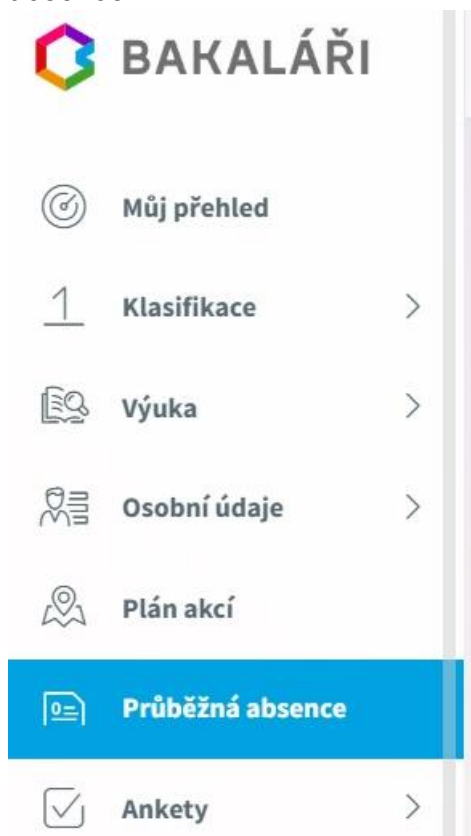 BAKALÁŘI
Můj přehled
1 Klasifikace
Výuka
Osobní údaje
Plán akcí
Průběžná absence
Ankety